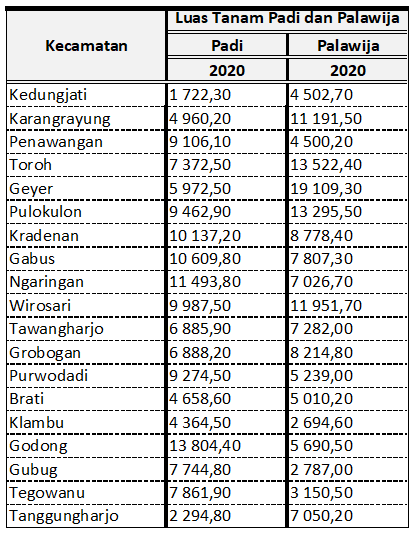 Kecamatan Luas Tanam Padi dan Palawija
Padi Palawija
2020 2020
Kedungjati 1 722,30 4 502,70
Karangrayung 4 960,20 11 191,50
Penawangan 9 106,10 4 500,20
Toroh 7 372,50 13 522,40
Geyer 5 972,50 19 109,30
Pulokulon 9 462,90 13 295,50
Kradenan 10 137,20 8 778,40
Gabus 10 609,80 7 807,30
Ngaringan 11 493,80 7 026,70
Wirosari 9 987,50 11 951,70
Tawangharjo 6 885,90 7 282,00
Grobogan 6 888,20 8 214,80
Purwodadi 9 274,50 5 239,00
Brati 4 658,60 5 010,20
Klambu 4 364,50 2 694,60
Godong 13 804,40 5 690,50
Gubug 7 744,80 2 787,00
Tegowanu 7 861,90 3 150,50
Tanggungharjo 2 294,80 7 050,20